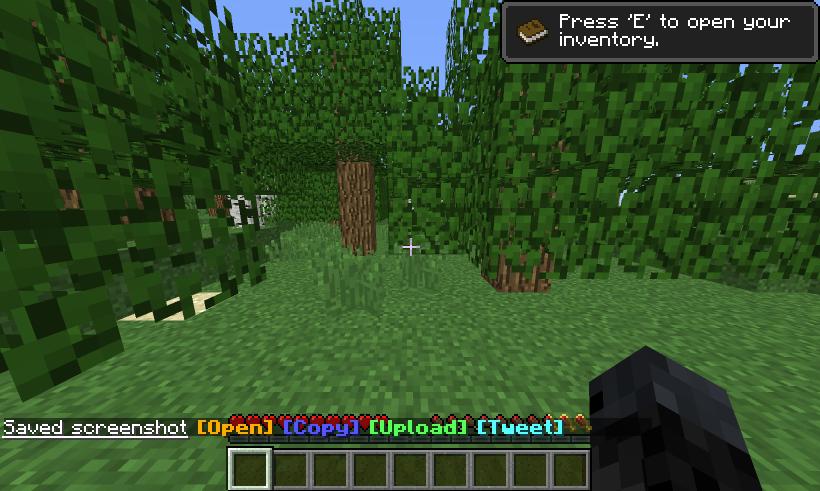 Press 'E' to open your
inventory.
Saved screenshot [Open] [Copy] [Upload] [Tweet]